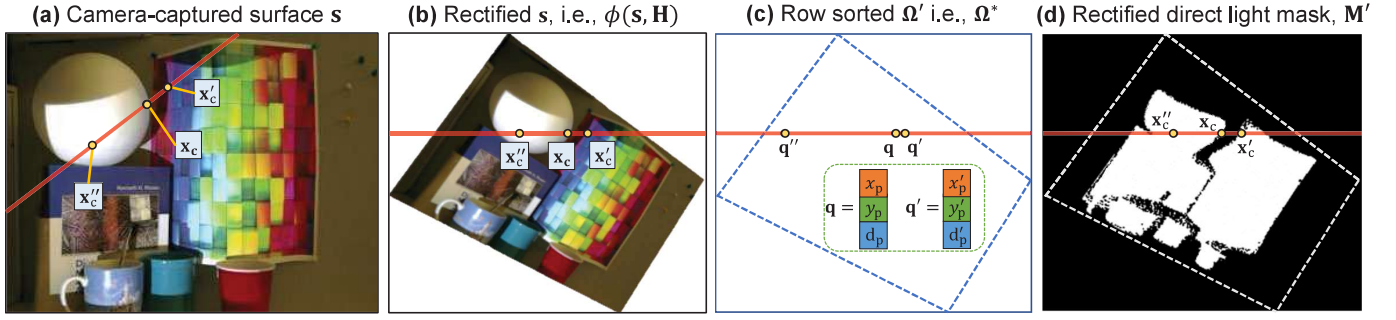 (a) Camera-captured surface s
(b) Rectified s, i.e., ϕ(s, H)
(c) Row sorted Ω′ i.e., Ω*
(d) Rectified direct light mask, M′
x′c
xc
x″c
x″c
xc
x′c
q″
q
q′
q =
xp
yp
dp
q′ =
x′p
y′p
d′p
x″c
xc
x′c